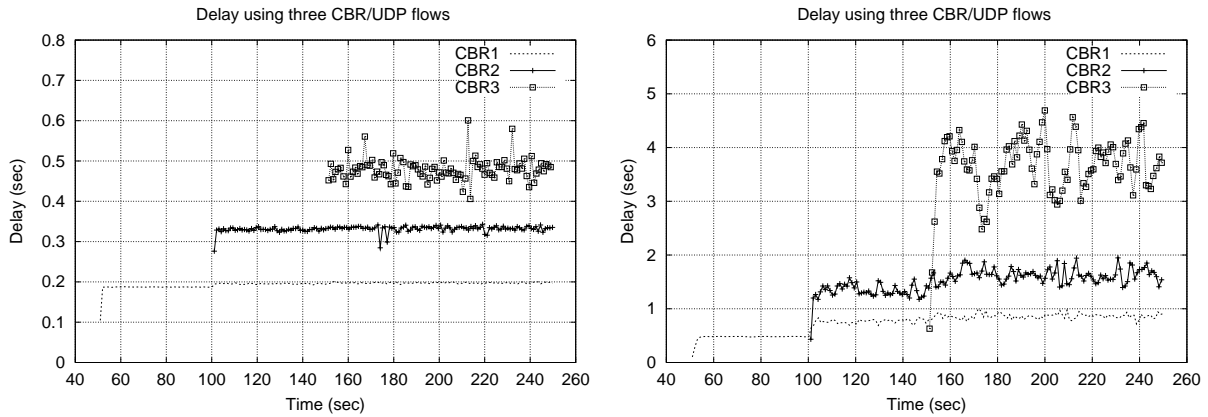 Delay using three CBR/UDP flows
0.8
0.7
0.6
0.5
0.4
0.3
0.2
0.1
0
Delay (sec)
40 60 80 100 120 140 160 180 200 220 240 260
Time (sec)
CBR1
CBR2
CBR3
Delay using three CBR/UDP flows
6
5
4
3
2
1
0
Delay (sec)
40 60 80 100 120 140 160 180 200 220 240 260
Time (sec)
CBR1
CBR2
CBR3